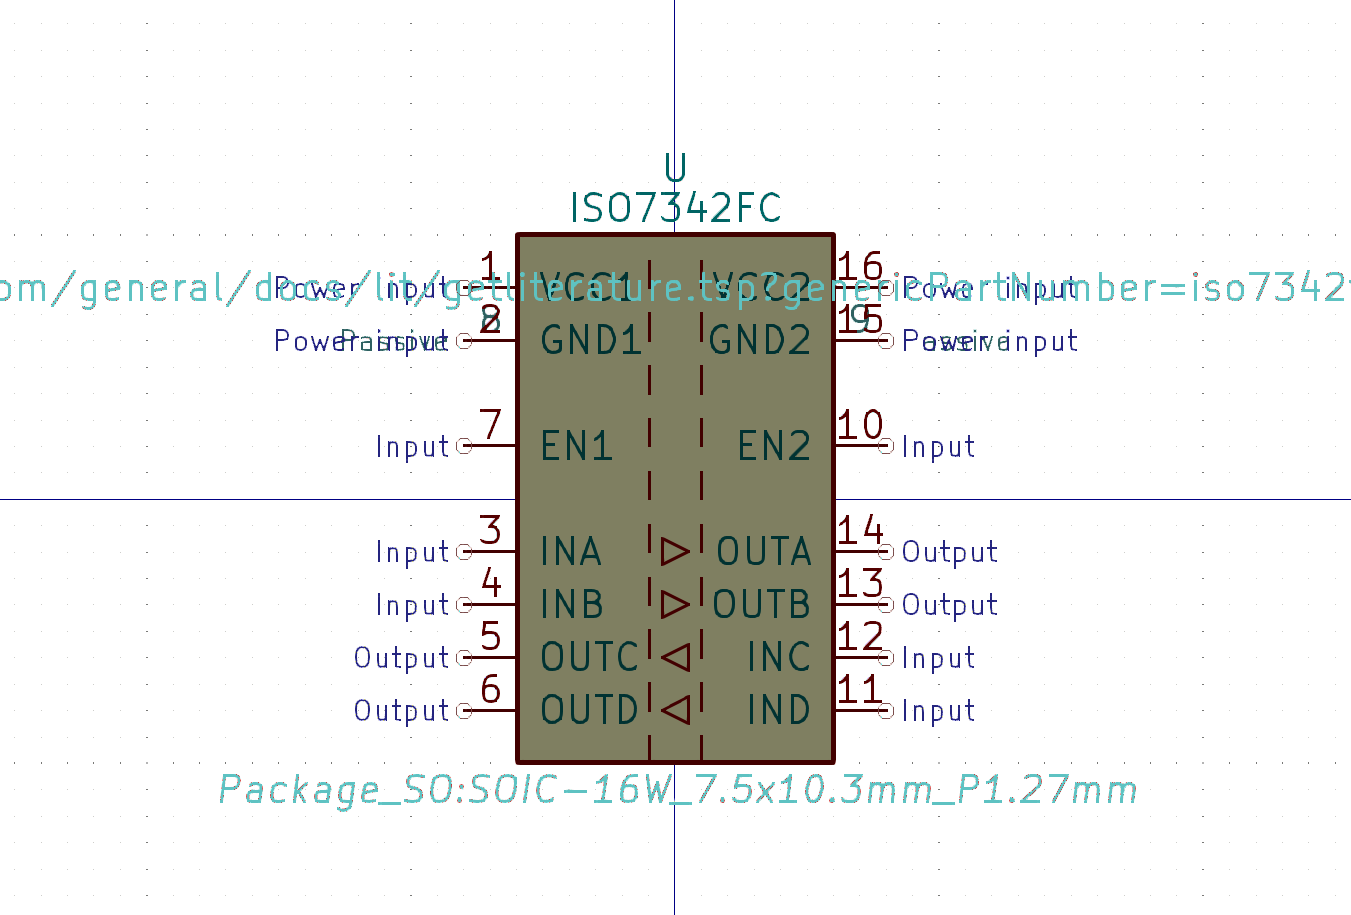 U
ISO7342FC
1 16
om/general/docs/lit/getliterature.tsp?genericPartNumber=iso7342
Power input VCC1 VCC2 Power input
2 8 15 9
Power input Passive GND1 GND2 Power input
7 10
Input EN1 EN2 Input
3 14
Input INA OUTA Output
4 13
Input INB OUTB Output
5 12
Output OUTC INC Input
6 11
Output OUTD IND Input
Package_SO:SOIC-16W_7.5x10.3mm_P1.27mm